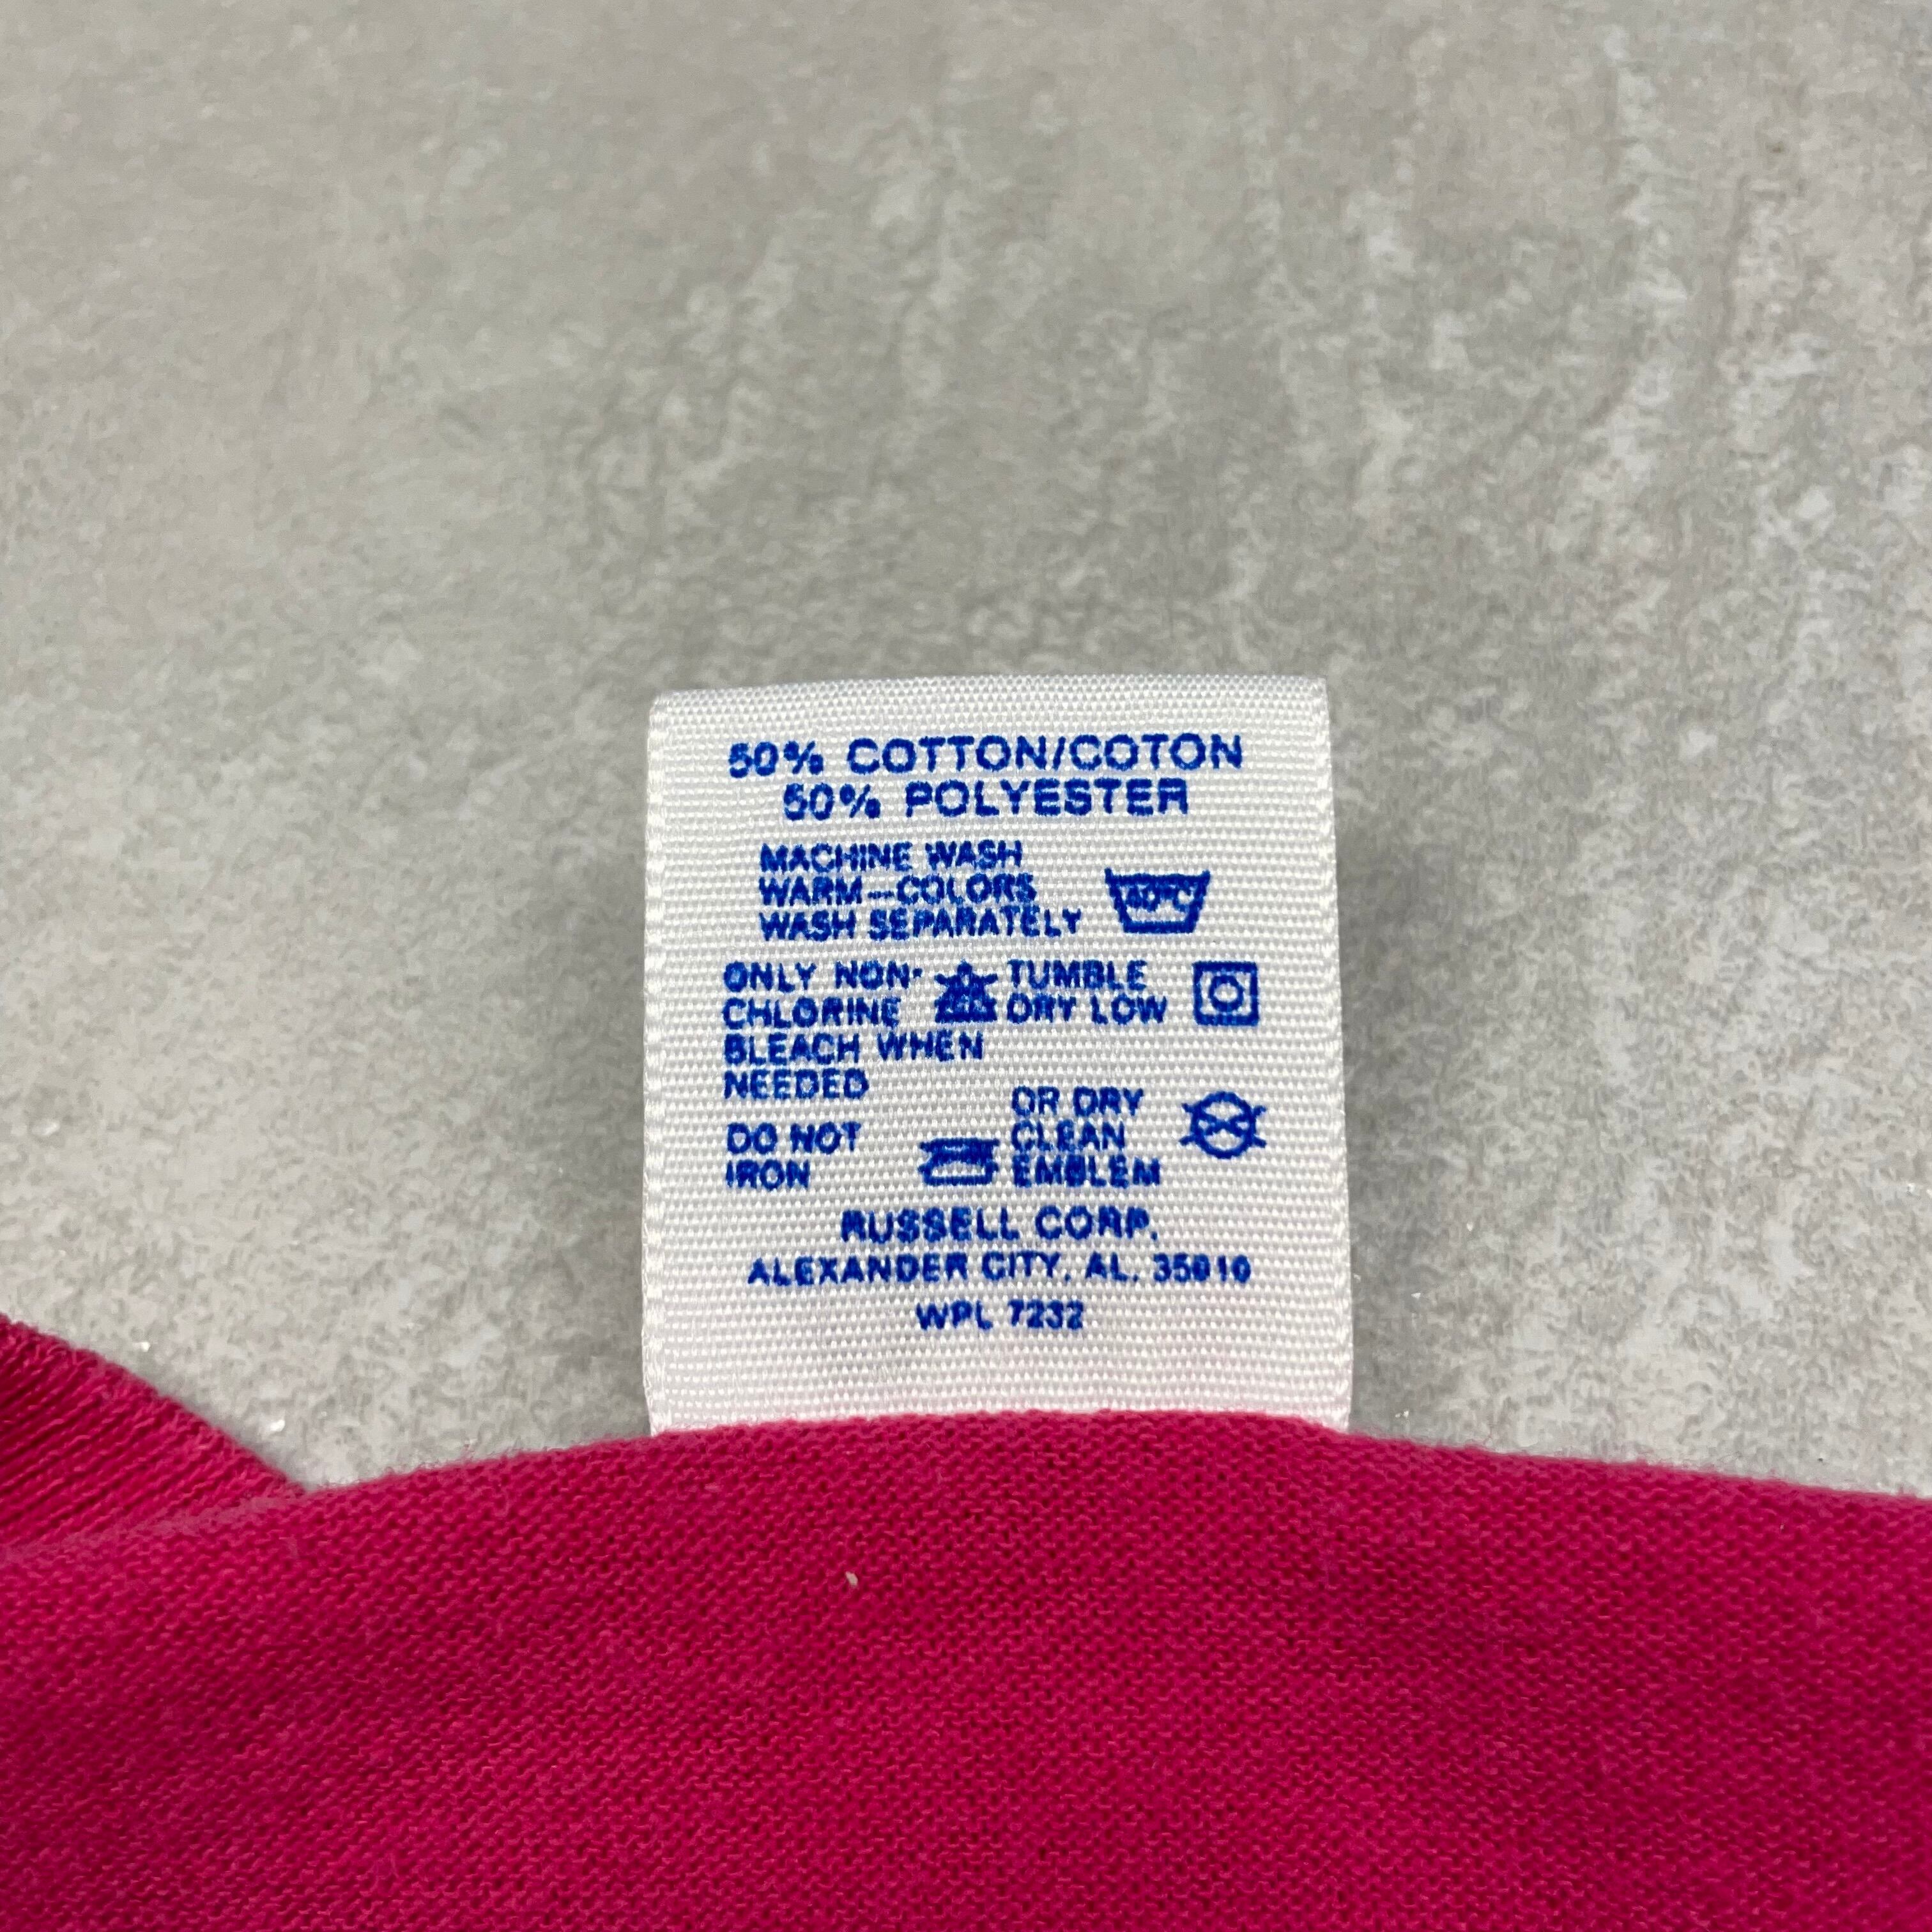 50% COTTON/COTON
50% POLYESTER
MACHINE WASH
WARM—COLORS
WASH SEPARATELY
40°C
ONLY NON-
CHLORINE
BLEACH WHEN
NEEDED
TUMBLE
DRY LOW
DO NOT
IRON
OR DRY
CLEAN
EMBLEM
RUSSELL CORP.
ALEXANDER CITY, AL. 35010
WPL 7232